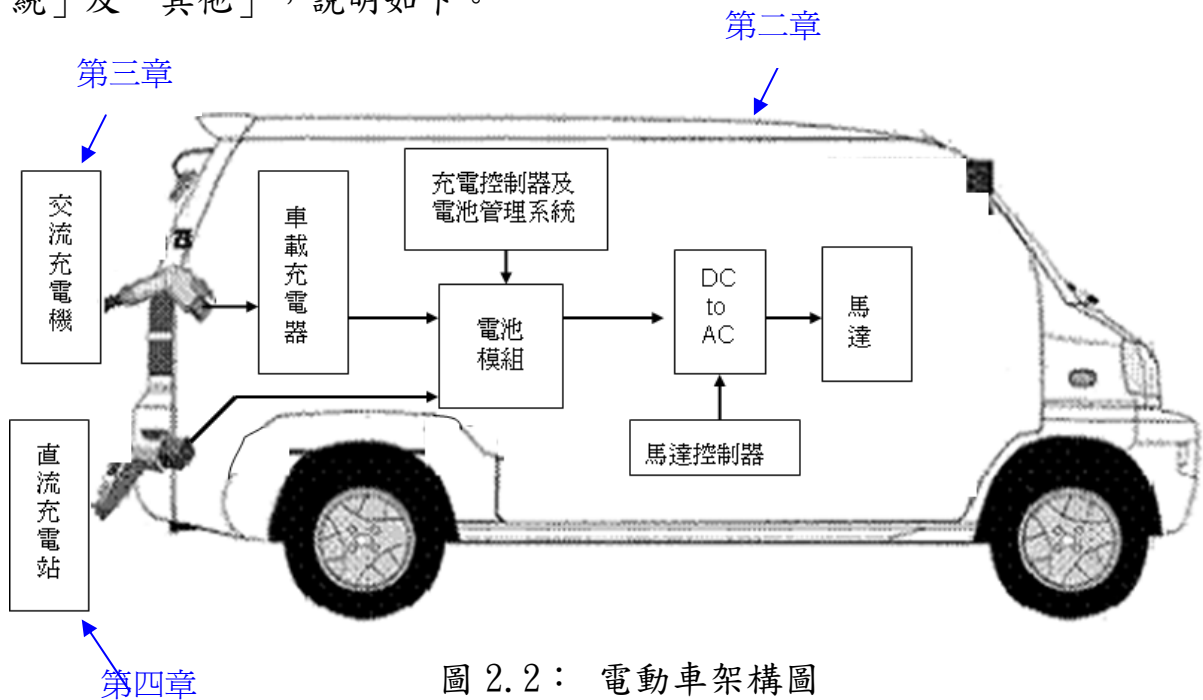 統」及「其他」，說明如下。
第二章
第三章
交流充電機
車載充電器
充電控制器及
電池管理系統
電池
模組
DC
to
AC
馬達
馬達控制器
直流充電站
第四章
圖 2.2： 電動車架構圖